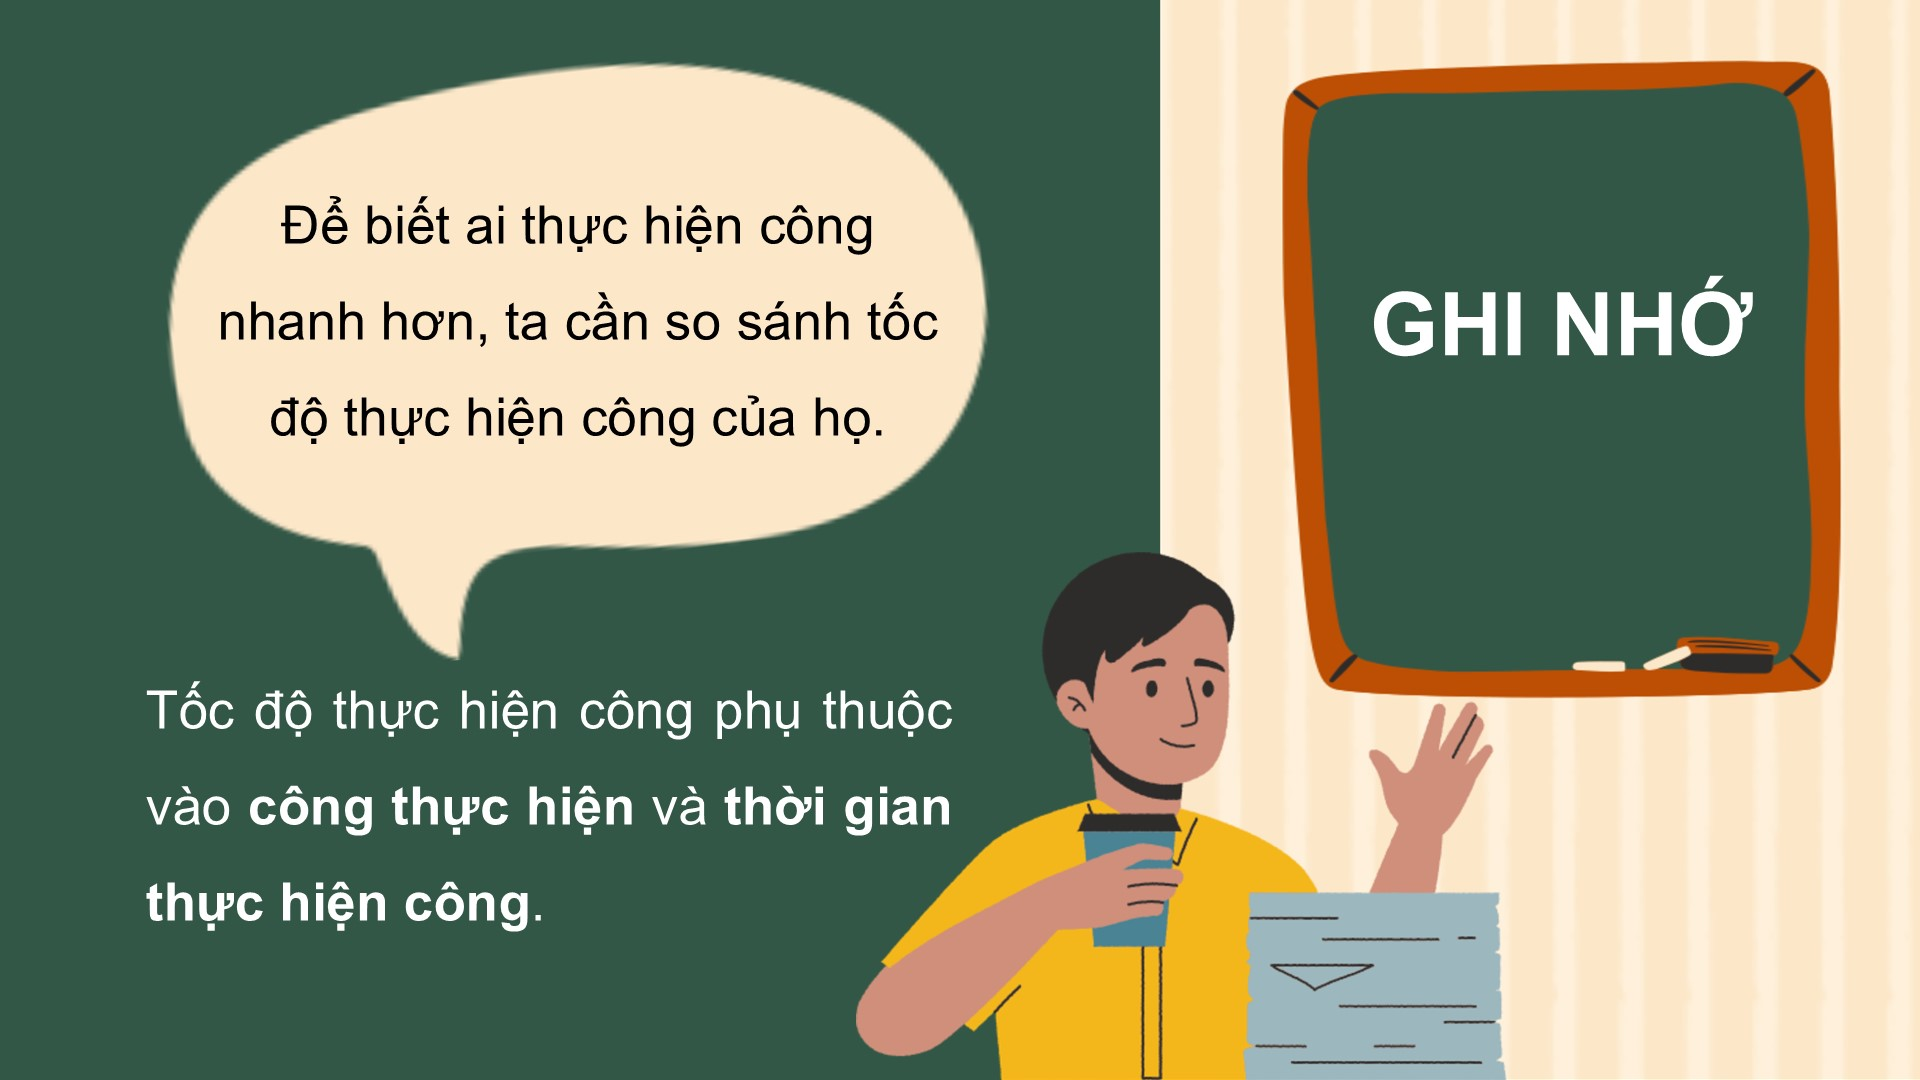 Để biết ai thực hiện công
nhanh hơn, ta cần so sánh tốc
độ thực hiện công của họ.
GHI NHỚ
Tốc độ thực hiện công phụ thuộc
vào công thực hiện và thời gian
thực hiện công.